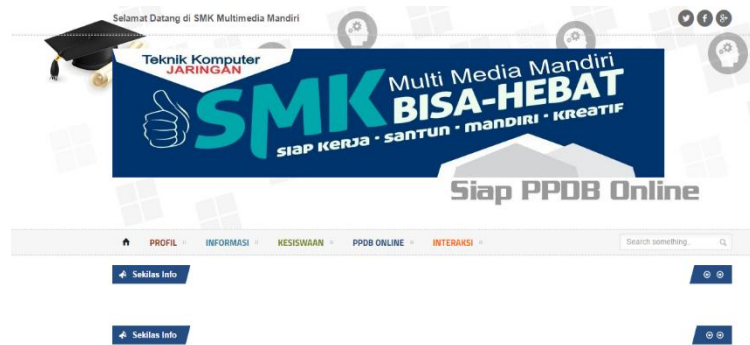 Selamat Datang di SMK Multimedia Mandiri
Teknik Komputer
JARINGAN
SMK Multi Media Mandiri
BISA-HEBAT
SIAP KERJA · SANTUN · MANDIRI · KREATIF
Siap PPDB Online
PROFIL INFORMASI KESISWAAN PPDB ONLINE INTERAKSI Search something..
Sekilas Info
Sekilas Info